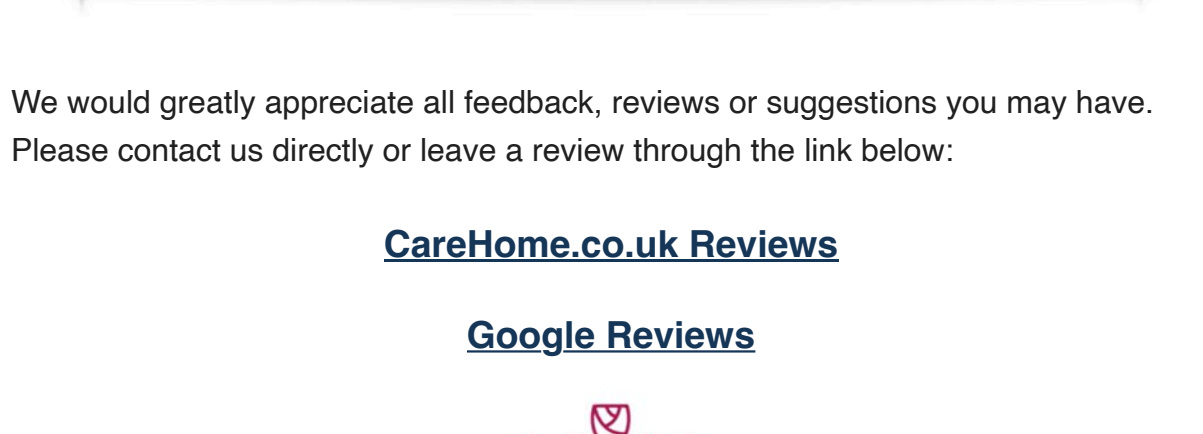 We would greatly appreciate all feedback, reviews or suggestions you may have.
Please contact us directly or leave a review through the link below:
CareHome.co.uk Reviews
Google Reviews